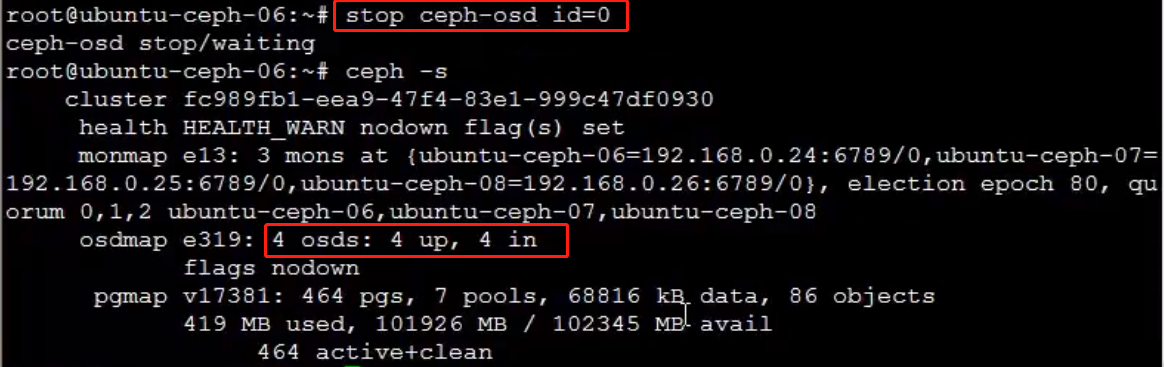 root@ubuntu-ceph-06:~# stop ceph-osd id=0
ceph-osd stop/waiting
root@ubuntu-ceph-06:~# ceph -s
    cluster fc989fb1-eea9-47f4-83e1-999c47df0930
     health HEALTH_WARN nodown flag(s) set
     monmap e13: 3 mons at {ubuntu-ceph-06=192.168.0.24:6789/0,ubuntu-ceph-07=
192.168.0.25:6789/0,ubuntu-ceph-08=192.168.0.26:6789/0}, election epoch 80, qu
orum 0,1,2 ubuntu-ceph-06,ubuntu-ceph-07,ubuntu-ceph-08
     osdmap e319: 4 osds: 4 up, 4 in
            flags nodown
      pgmap v17381: 464 pgs, 7 pools, 68816 kB data, 86 objects
            419 MB used, 101926 MB / 102345 MB avail
                 464 active+clean